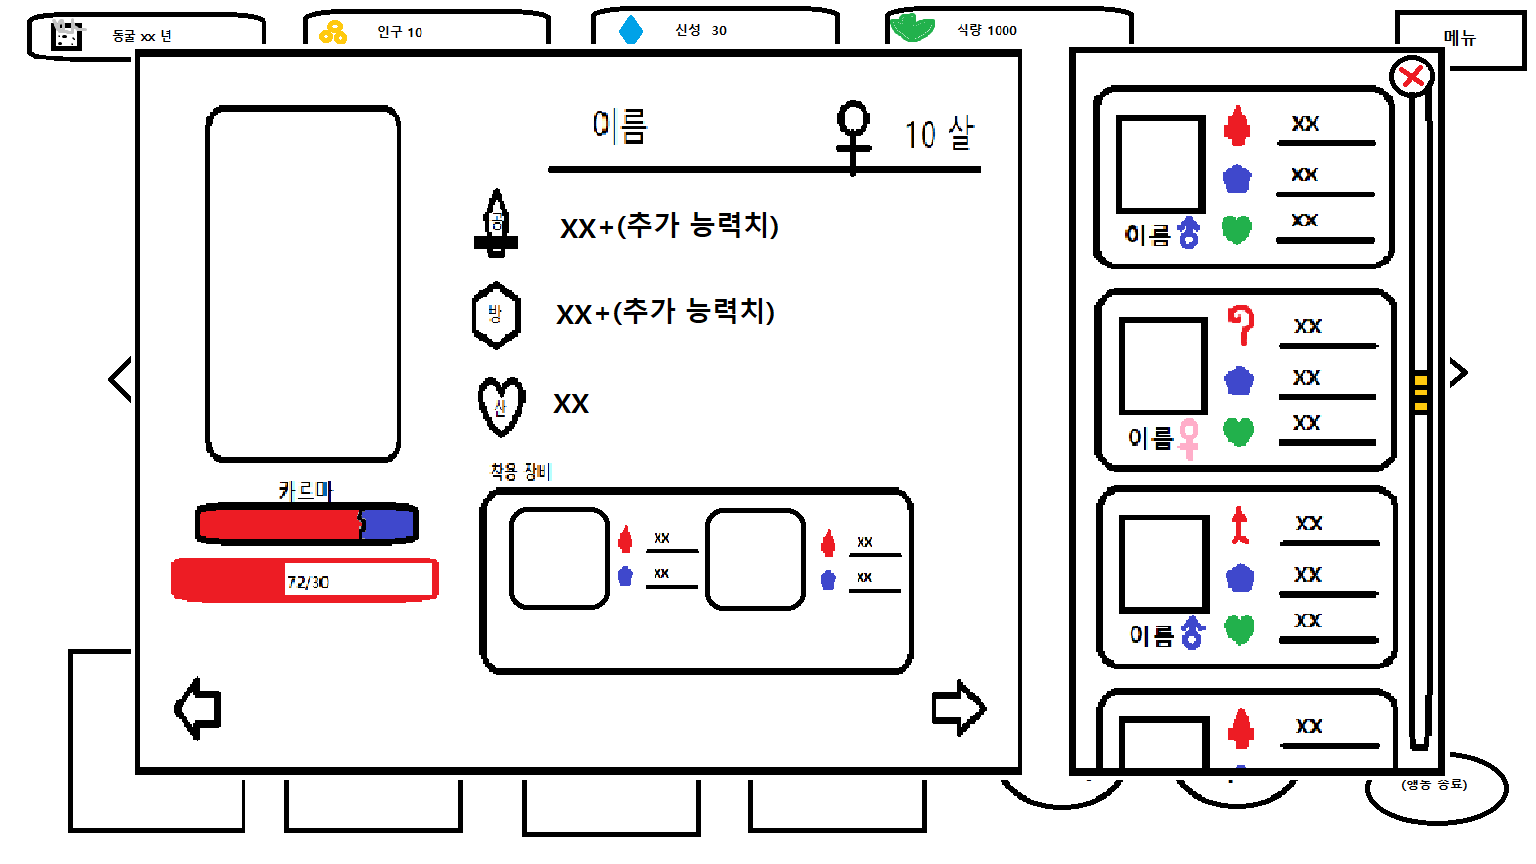 동굴 xx 년
인구 10
신성 30
식량 1000
메뉴
이름
10 살
공
XX+(추가 능력치)
방
XX+(추가 능력치)
XX
착용 장비
카르마
72/30
xx
xx
xx
xx
XX
XX
XX
이름
XX
XX
XX
이름
XX
XX
XX
이름
XX
(행동 종료)